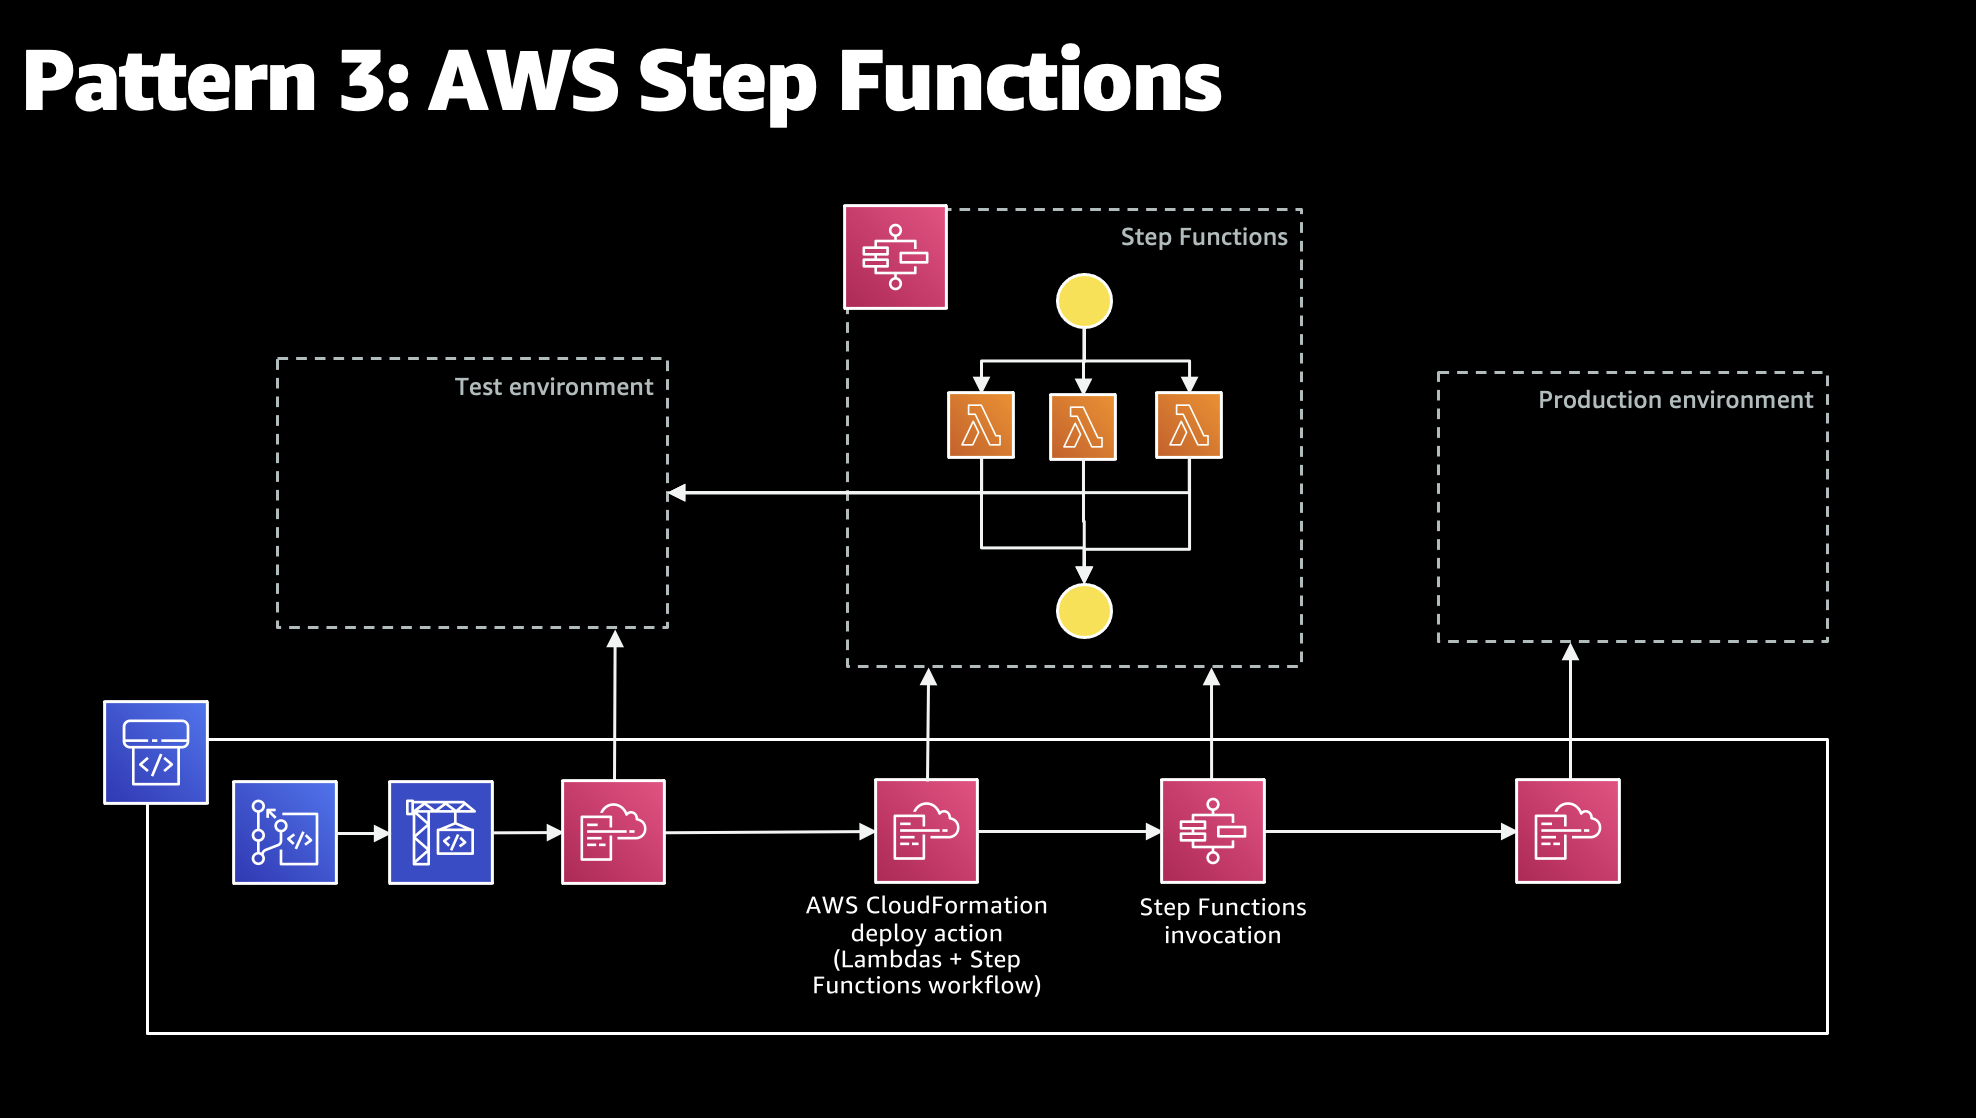 Pattern 3: AWS Step Functions
Step Functions
Test environment
Production environment
AWS CloudFormation
deploy action
(Lambdas + Step
Functions workflow)
Step Functions
invocation